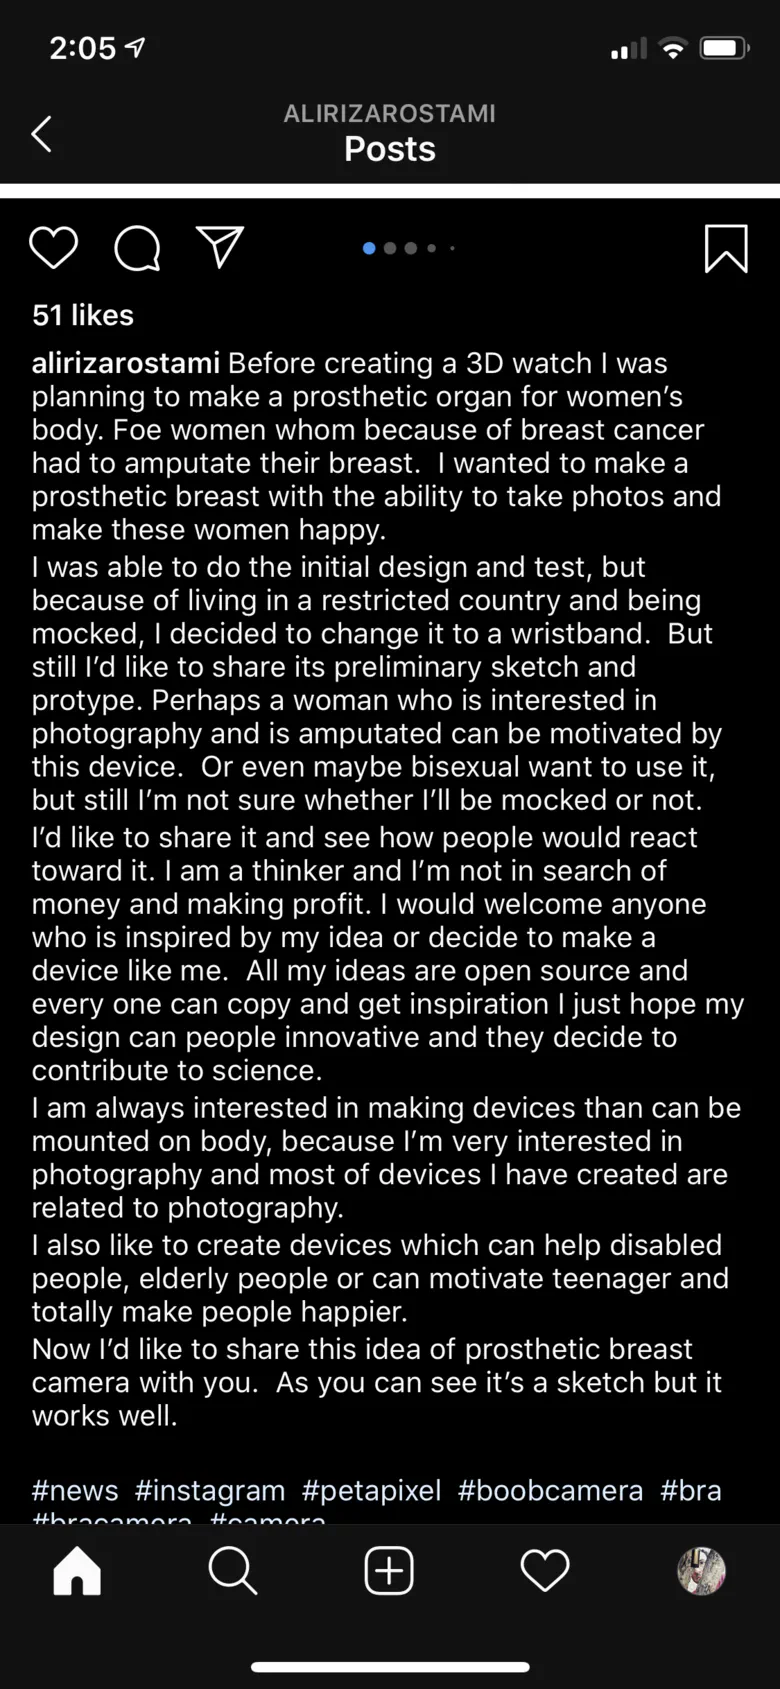 2:05
ALIRIZAROSTAMI
Posts
51 likes
alirizarostami Before creating a 3D watch I was
planning to make a prosthetic organ for women's
body. Foe women whom because of breast cancer
had to amputate their breast.  I wanted to make a
prosthetic breast with the ability to take photos and
make these women happy.
I was able to do the initial design and test, but
because of living in a restricted country and being
mocked, I decided to change it to a wristband.  But
still I'd like to share its preliminary sketch and
protype. Perhaps a woman who is interested in
photography and is amputated can be motivated by
this device.  Or even maybe bisexual want to use it,
but still I'm not sure whether I'll be mocked or not.
I'd like to share it and see how people would react
toward it. I am a thinker and I'm not in search of
money and making profit. I would welcome anyone
who is inspired by my idea or decide to make a
device like me.  All my ideas are open source and
every one can copy and get inspiration I just hope my
design can people innovative and they decide to
contribute to science.
I am always interested in making devices than can be
mounted on body, because I'm very interested in
photography and most of devices I have created are
related to photography.
I also like to create devices which can help disabled
people, elderly people or can motivate teenager and
totally make people happier.
Now I'd like to share this idea of prosthetic breast
camera with you.  As you can see it's a sketch but it
works well.
#news #instagram #petapixel #boobcamera #bra
#bracamera #camera